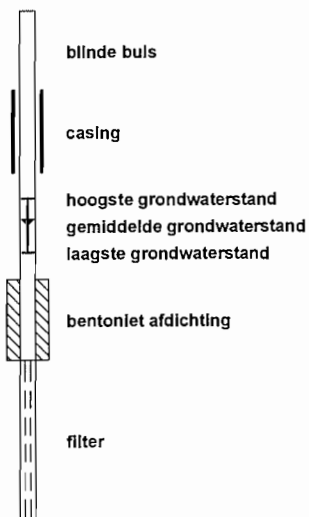 blinde buis
casing
hoogste grondwaterstand
gemiddelde grondwaterstand
laagste grondwaterstand
bentoniet afdichting
filter